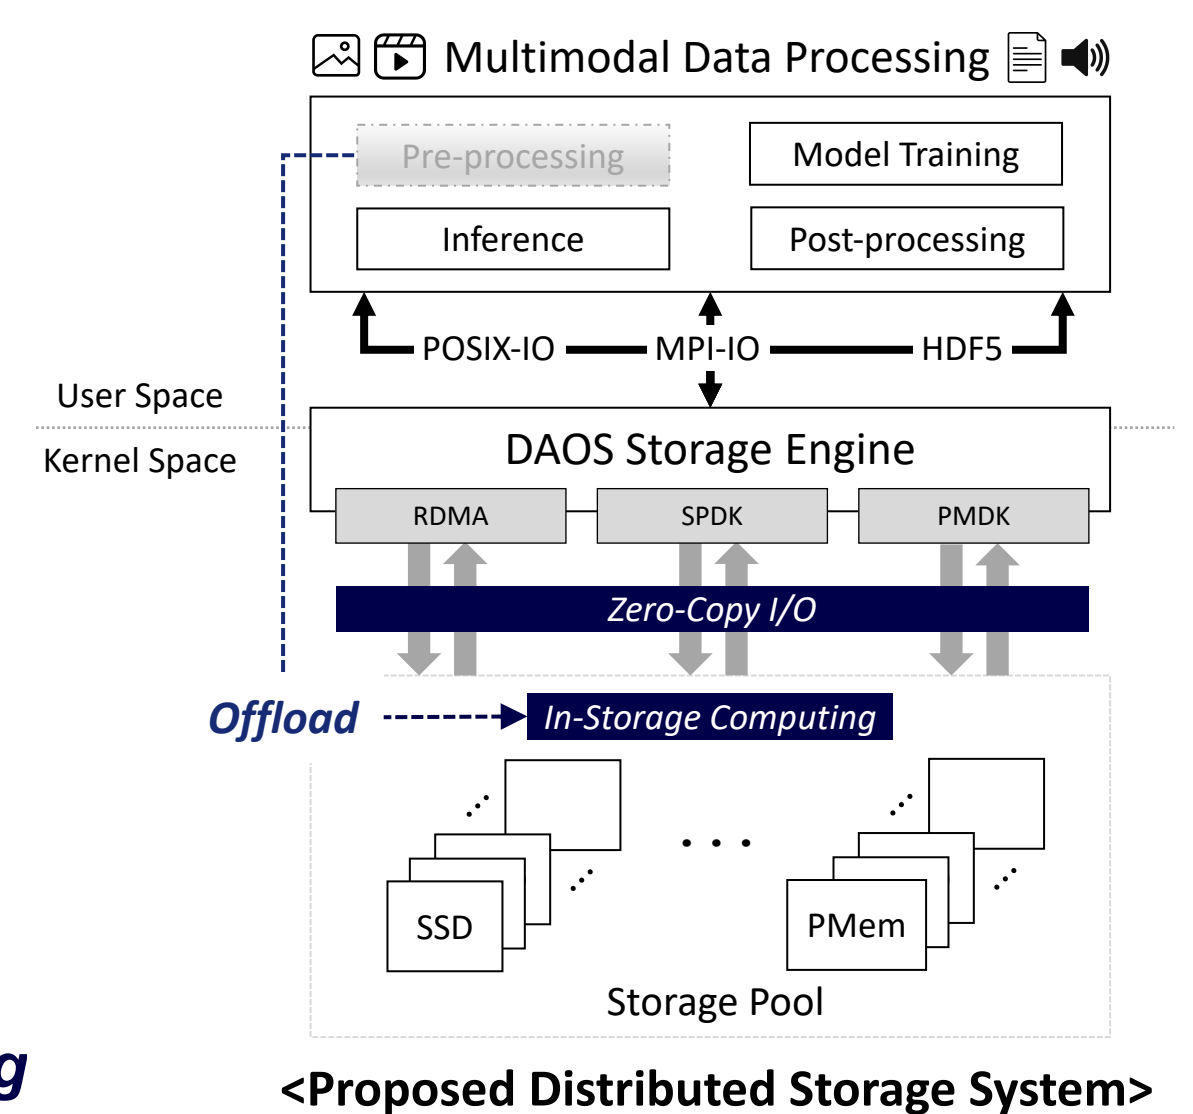 Multimodal Data Processing
Pre-processing
Model Training
Inference
Post-processing
POSIX-IO
MPI-IO
HDF5
User Space
Kernel Space
DAOS Storage Engine
RDMA
SPDK
PMDK
Zero-Copy I/O
Offload
In-Storage Computing
SSD
PMem
Storage Pool
g
<Proposed Distributed Storage System>